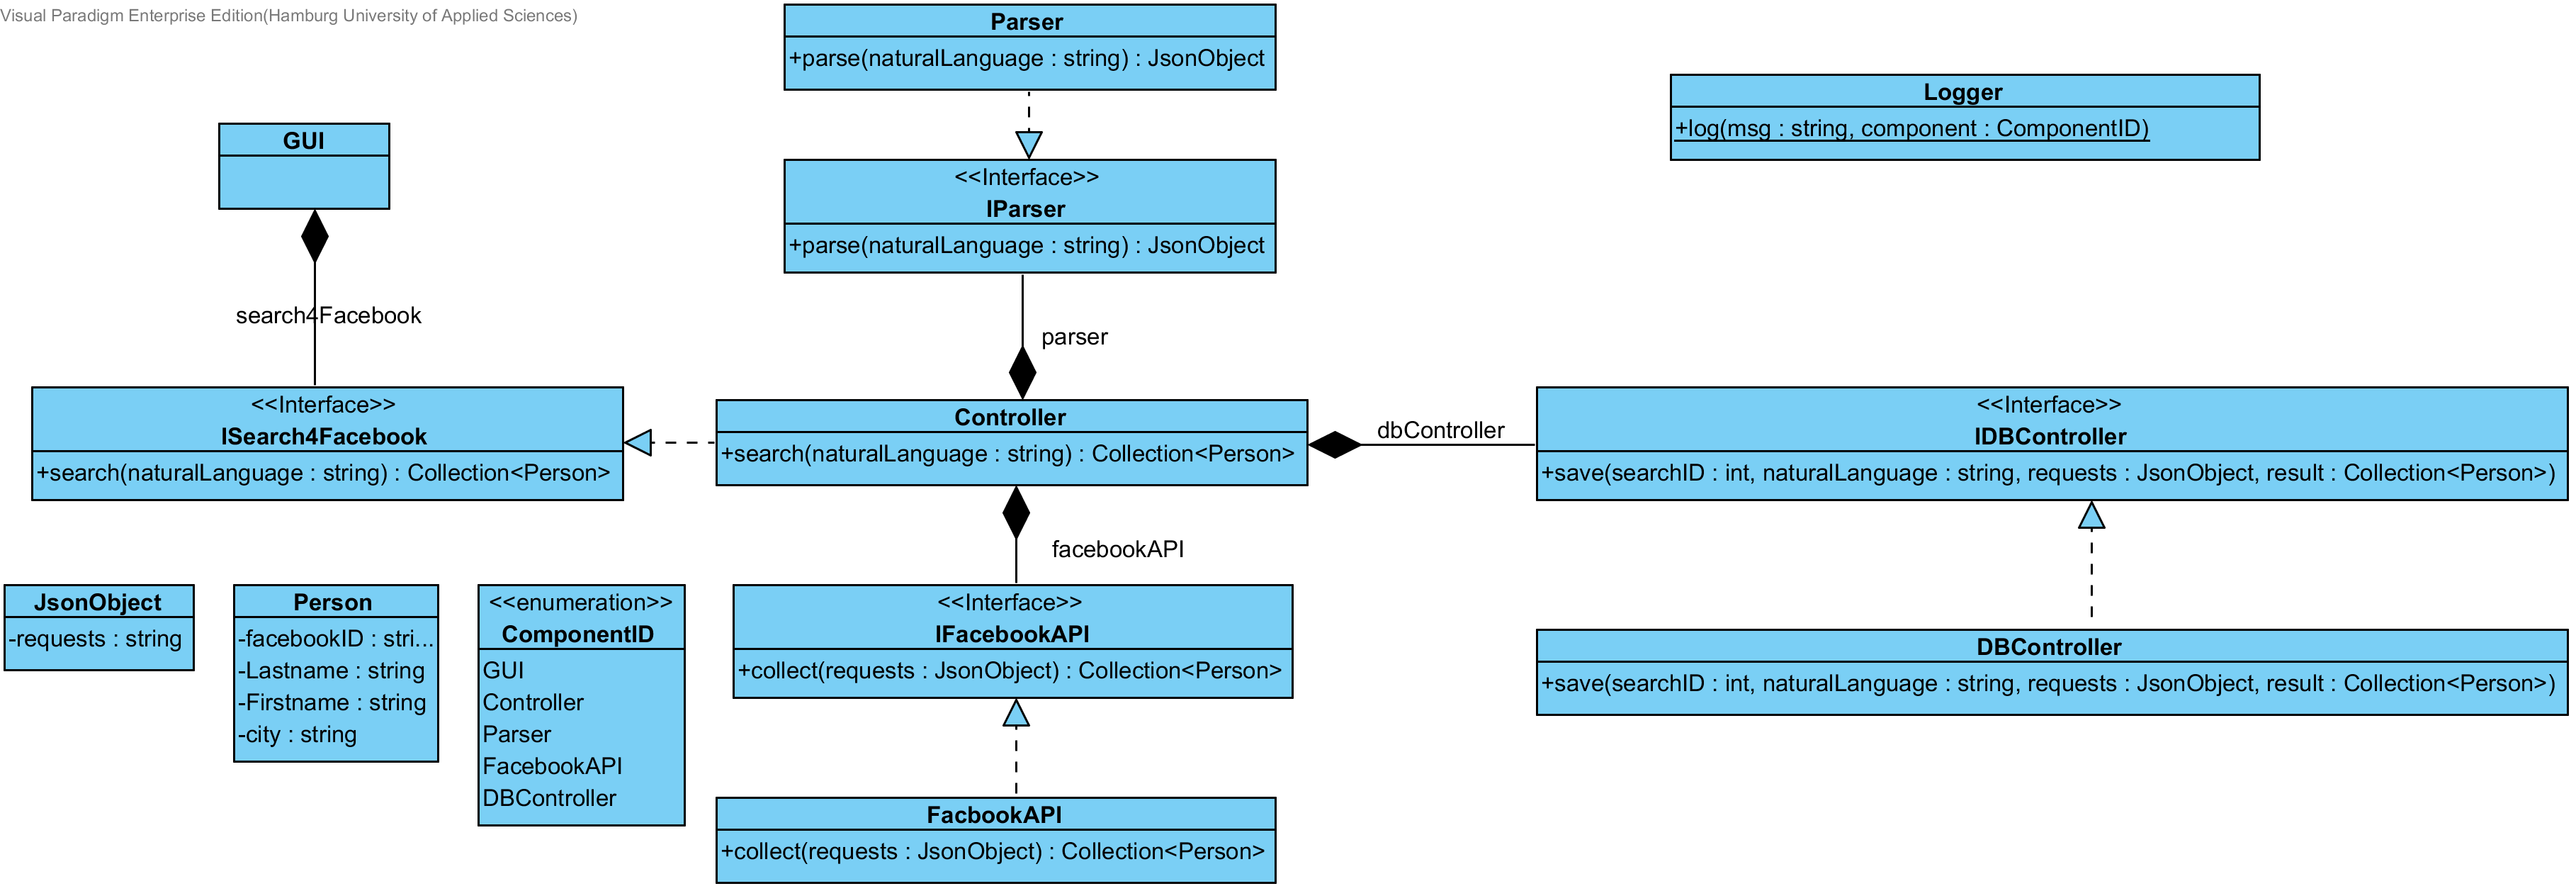 Visual Paradigm Enterprise Edition(Hamburg University of Applied Sciences)
Parser
+parse(naturalLanguage : string) : JsonObject
Logger
+log(msg : string, component : ComponentID)
GUI
<<Interface>>
IParser
+parse(naturalLanguage : string) : JsonObject
search4Facebook
parser
<<Interface>>
ISearch4Facebook
+search(naturalLanguage : string) : Collection<Person>
Controller
+search(naturalLanguage : string) : Collection<Person>
dbController
<<Interface>>
IDBController
+save(searchID : int, naturalLanguage : string, requests : JsonObject, result : Collection<Person>)
facebookAPI
JsonObject
-requests : string
Person
-facebookID : stri...
-Lastname : string
-Firstname : string
-city : string
<<enumeration>>
ComponentID
GUI
Controller
Parser
FacebookAPI
DBController
<<Interface>>
IFacebookAPI
+collect(requests : JsonObject) : Collection<Person>
DBController
+save(searchID : int, naturalLanguage : string, requests : JsonObject, result : Collection<Person>)
FacbookAPI
+collect(requests : JsonObject) : Collection<Person>